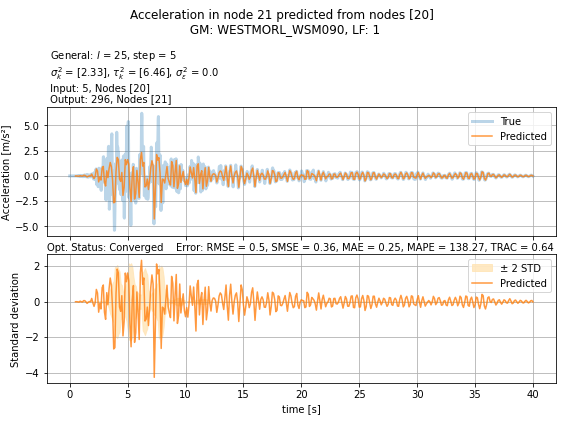 Acceleration in node 21 predicted from nodes [20]
GM: WESTMORL_WSM090, LF: 1
General: l = 25, step = 5
σ²_k = [2.33], τ²_k = [6.46], σ²_ε = 0.0
Input: 5, Nodes [20]
Output: 296, Nodes [21]
Acceleration [m/s²]
5.0
2.5
0.0
−2.5
−5.0
True
Predicted
Opt. Status: Converged Error: RMSE = 0.5, SMSE = 0.36, MAE = 0.25, MAPE = 138.27, TRAC = 0.64
Standard deviation
2
0
−2
−4
± 2 STD
Predicted
0 5 10 15 20 25 30 35 40
time [s]